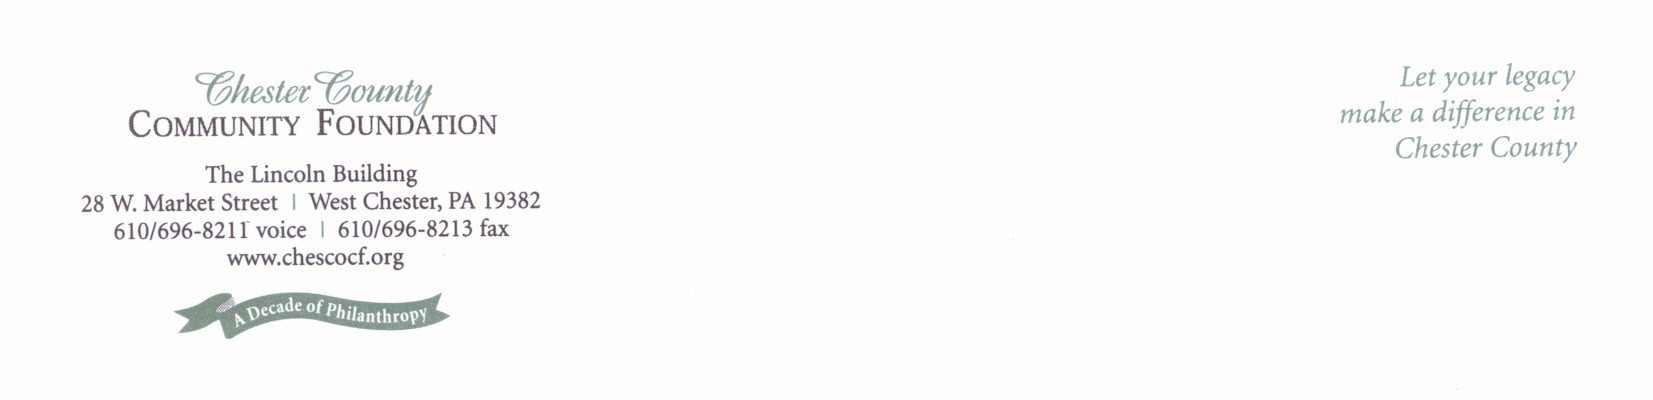 Chester County
COMMUNITY FOUNDATION
The Lincoln Building
28 W. Market Street | West Chester, PA 19382
610/696-8211 voice | 610/696-8213 fax
www.chescocf.org
A Decade of Philanthropy
Let your legacy
make a difference in
Chester County